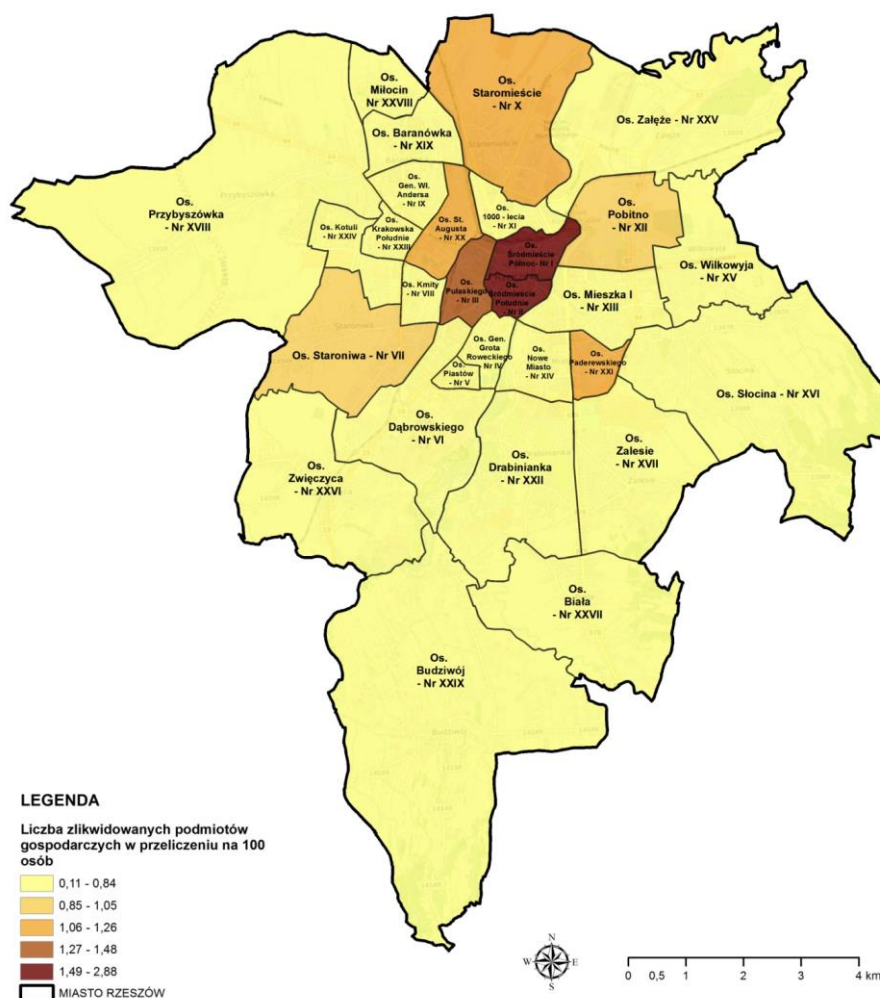 Os.
Miłocin
Nr XXVIII
Os.
Staromieście
- Nr X
Os. Załęże - Nr XXV
Os. Baranówka
- Nr XIX
Os.
Gen. Wł.
Andersa
- Nr IX
Os.
Przybyszówka
- Nr XVIII
Os. Kotuli
- Nr XXIV
Os.
Krakowska
Południe
- Nr XXIII
Os. St.
Augusta
- Nr XX
Os.
1000 - lecia
- Nr XI
Os.
Pobitno
- Nr XII
Os.
Śródmieście
Północ- Nr I
Os. Wilkowyja
- Nr XV
Os. Kmity
- Nr VIII
Os.
Pułaskiego
- Nr III
Os.
Śródmieście
Południe
- Nr II
Os. Mieszka I
- Nr XIII
Os. Staroniwa - Nr VII
Os. Gen.
Grota
Roweckiego
- Nr IV
Os.
Piastów
- Nr V
Os.
Nowe
Miasto
- Nr XIV
Os.
Paderewskiego
- Nr XXI
Os. Słocina - Nr XVI
Os.
Dąbrowskiego
- Nr VI
Os.
Zwięczyca
- Nr XXVI
Os.
Drabinianka
- Nr XXII
Os.
Zalesie
- Nr XVII
Os.
Biała
- Nr XXVII
Os.
Budziwój
- Nr XXIX
LEGENDA
Liczba zlikwidowanych podmiotów
gospodarczych w przeliczeniu na 100
osób
0,11 - 0,84
0,85 - 1,05
1,06 - 1,26
1,27 - 1,48
1,49 - 2,88
MIASTO RZESZÓW
N
W E
S
0 0,5 1 2 3 4 km